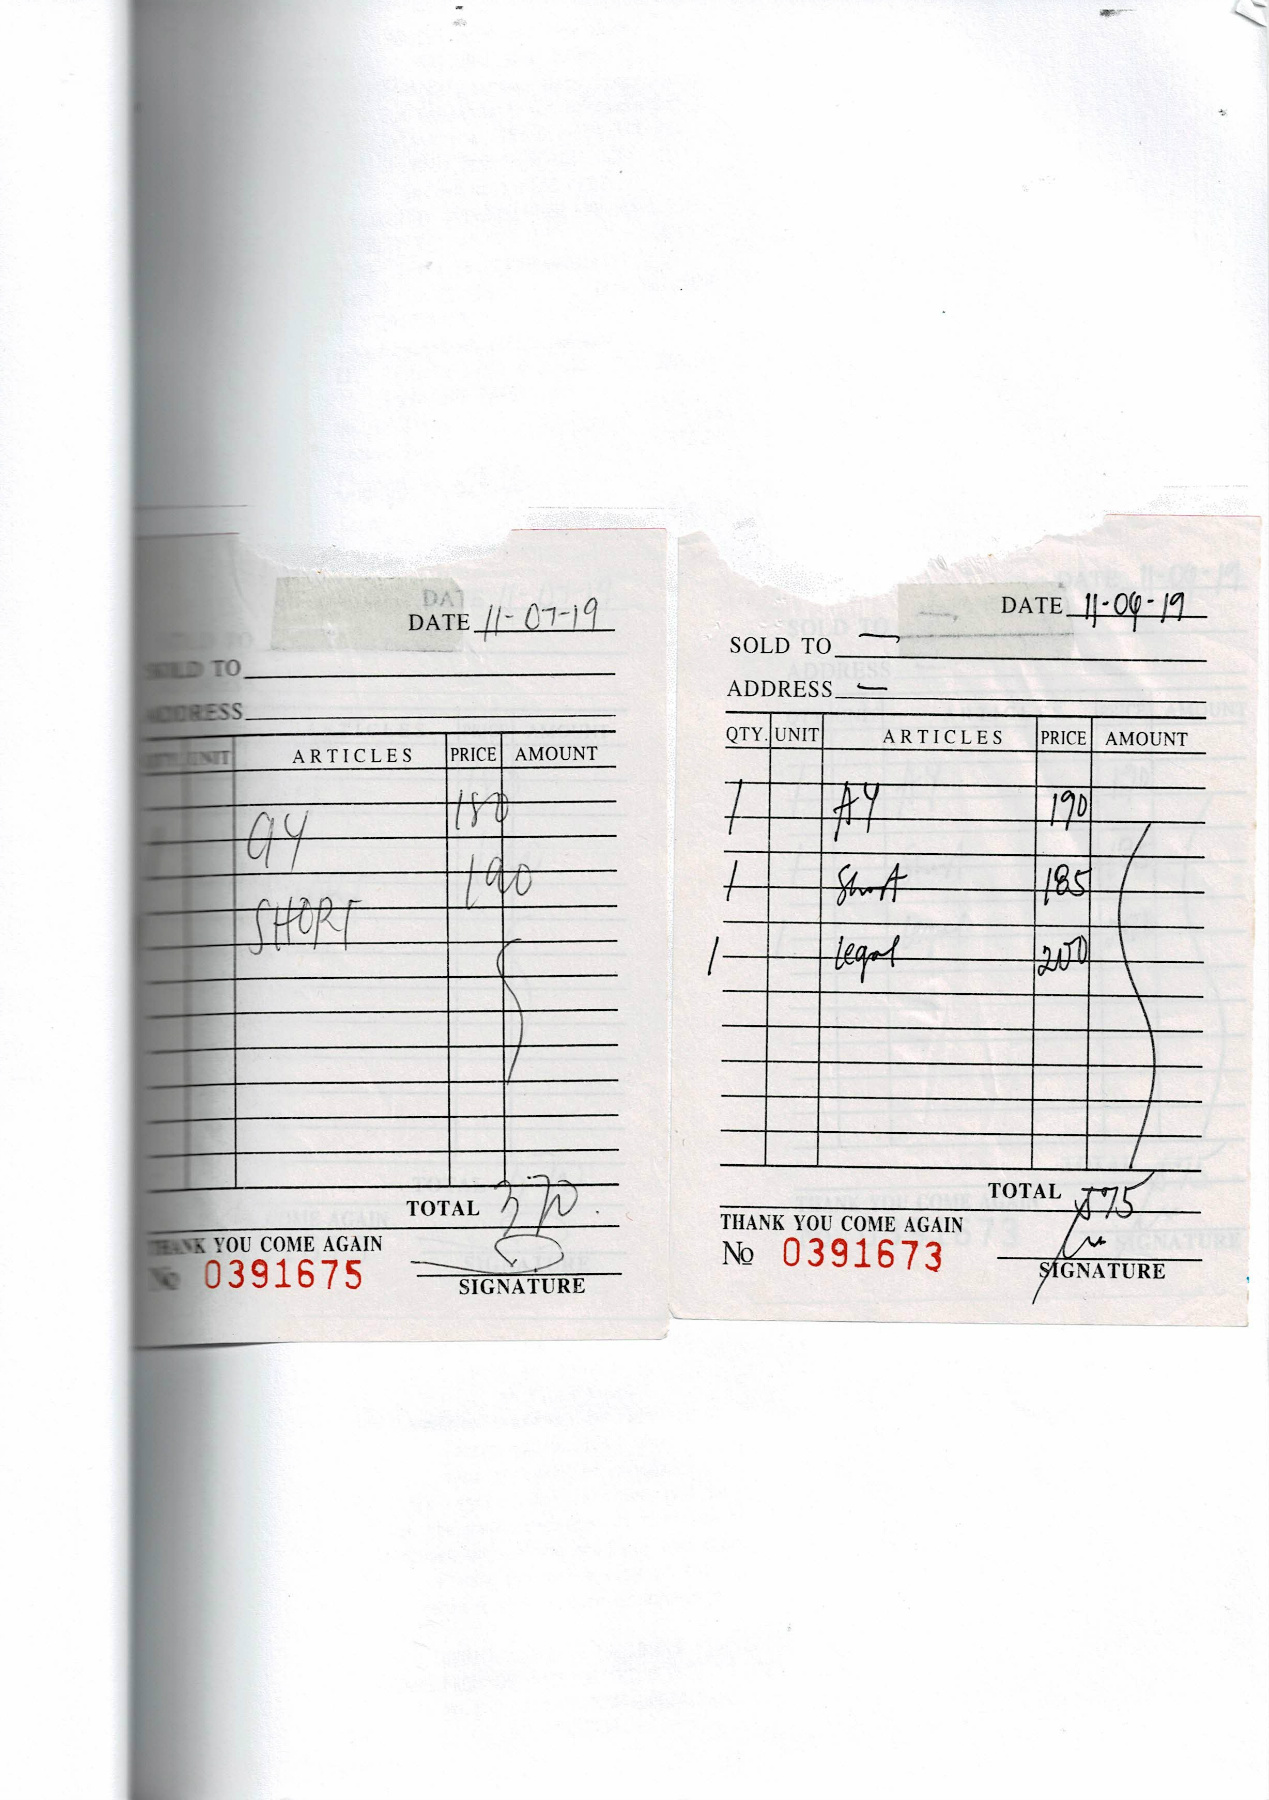 DATE 11-07-19
SOLD TO
ADDRESS
UNIT ARTICLES PRICE AMOUNT
A4 180
SHORT 190
TOTAL 370
THANK YOU COME AGAIN
No 0391675
SIGNATURE
DATE 11-04-19
SOLD TO —
ADDRESS —
QTY. UNIT ARTICLES PRICE AMOUNT
1 A4 190
1 Short 185
1 legal 200
TOTAL 575
THANK YOU COME AGAIN
No 0391673
SIGNATURE